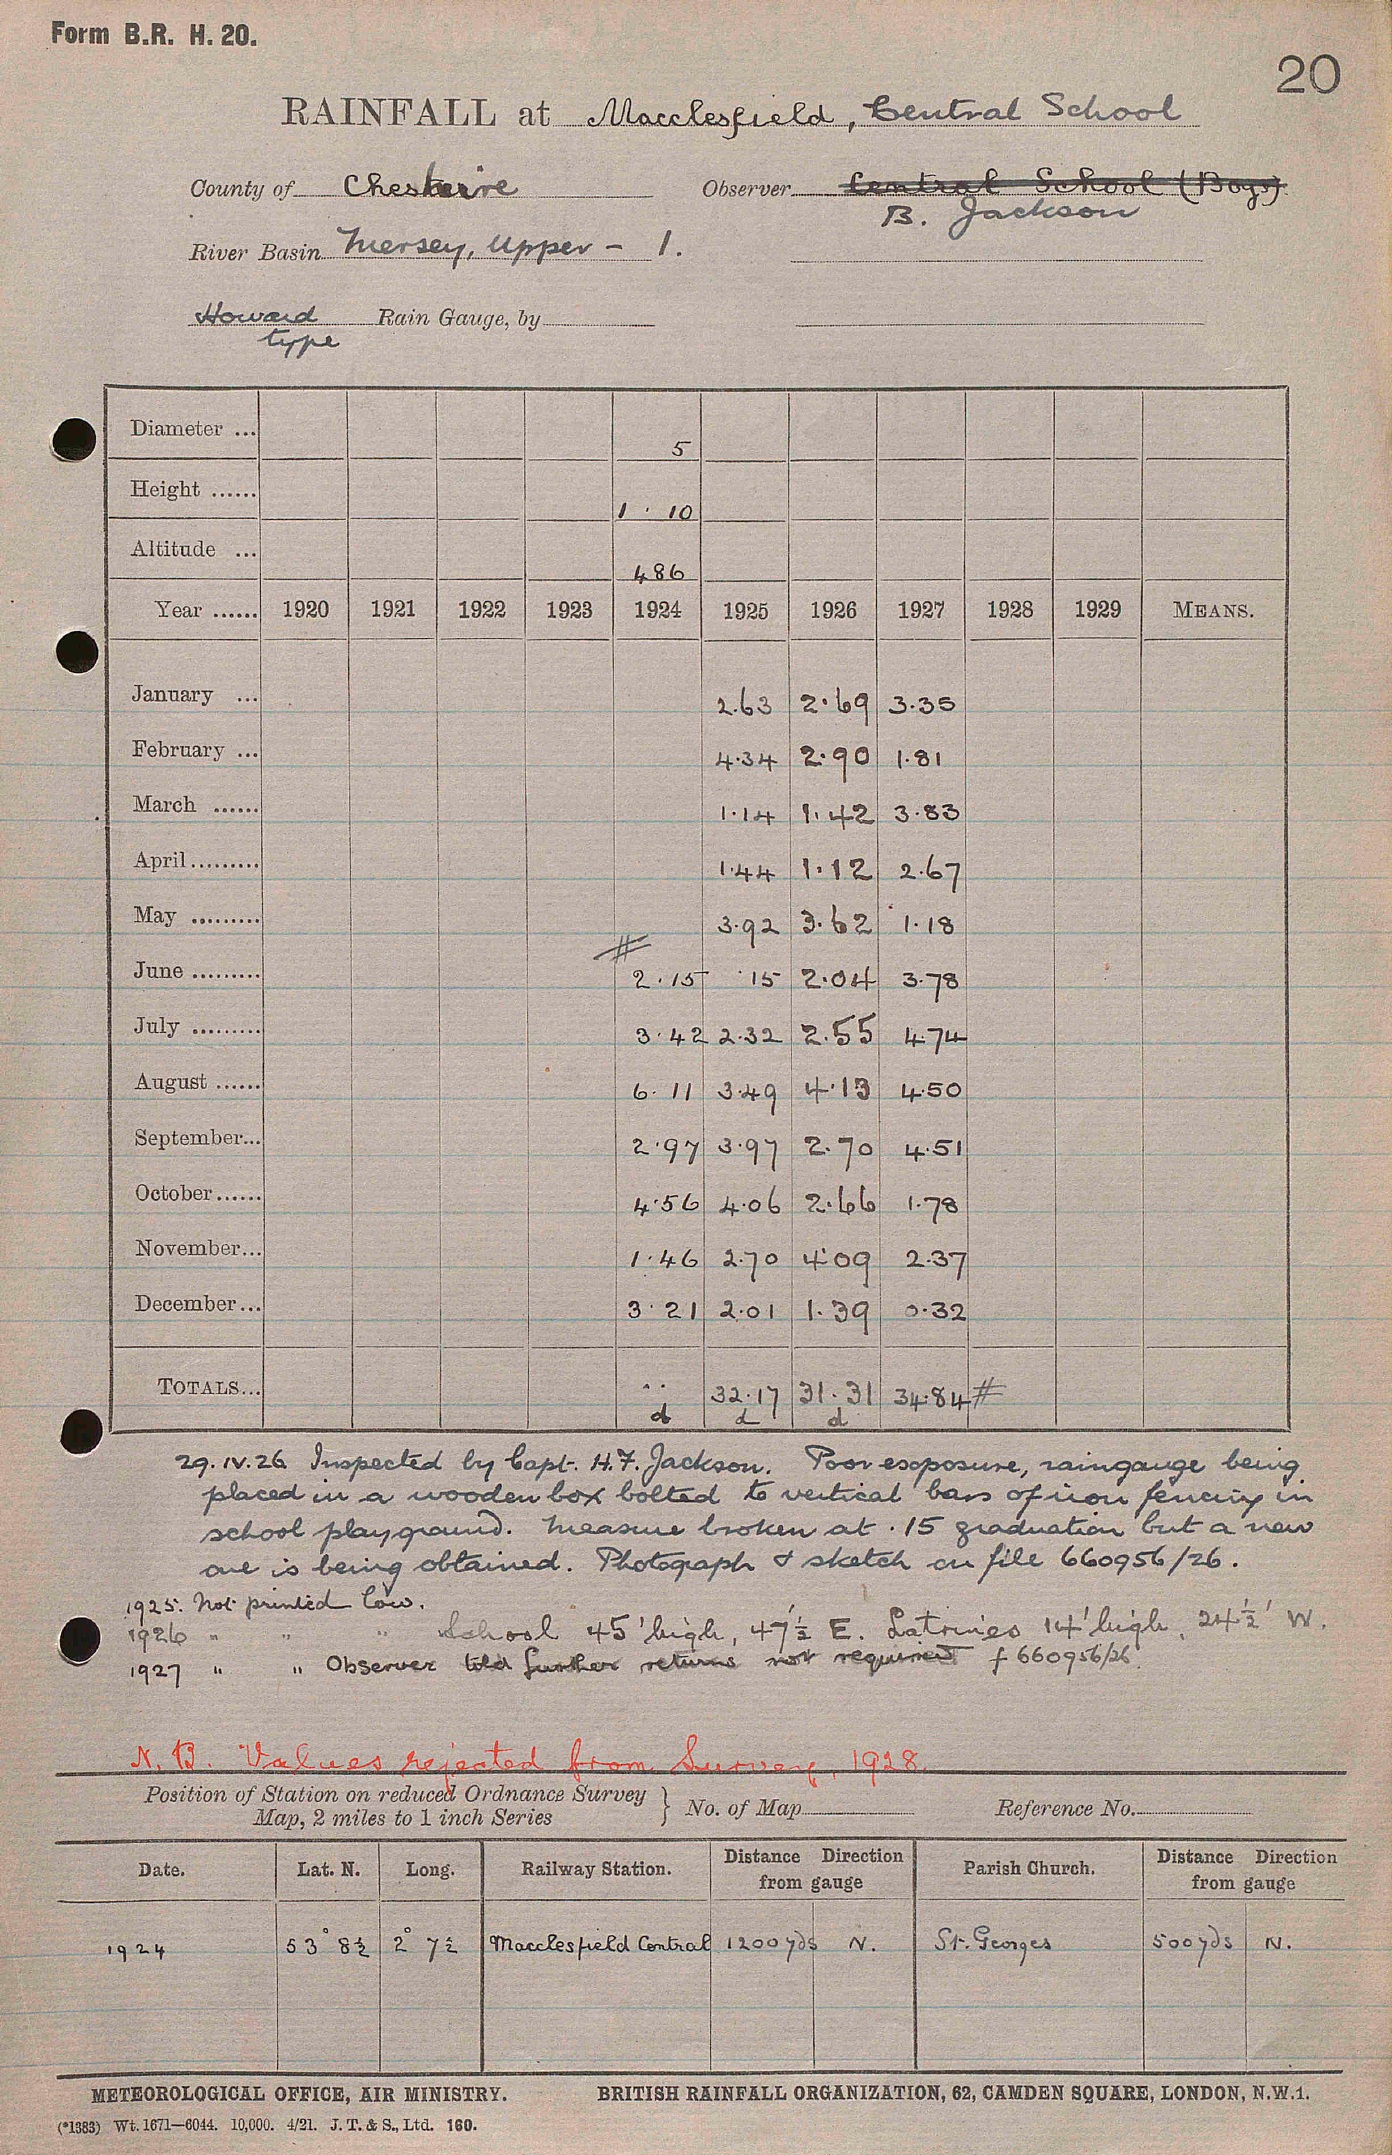 Form B.R. H. 20.
20
RAINFALL at Macclesfield, Central School
County of Cheshire Observer Central School (Boys)
B. Jackson
River Basin Mersey, Upper - 1.
Howard Rain Gauge, by
type
Diameter ... 5
Height ...... 1 . 10
Altitude ... 486
Year ...... 1920 1921 1922 1923 1924 1925 1926 1927 1928 1929 MEANS.
January ... 2.63 2.69 3.35
February ... 4.34 2.90 1.81
March ...... 1.14 1.42 3.83
April ......... 1.44 1.12 2.67
May ......... 3.92 3.62 1.18
#
June ......... 2.15 .15 2.04 3.78
July ......... 3.42 2.32 2.55 4.74
August ...... 6.11 3.49 4.13 4.50
September... 2.97 3.97 2.70 4.51
October...... 4.56 4.06 2.66 1.78
November... 1.46 2.70 4.09 2.37
December... 3.21 2.01 1.39 0.32
TOTALS... .. 32.17 31.31 34.84 #
d d d
29.IV.26 Inspected by Capt. H.F. Jackson. Poor exposure, raingauge being
placed in a wooden box bolted to vertical bars of iron fencing in
school playground. Measure broken at .15 graduation but a new
one is being obtained. Photograph & sketch on file 660956/26.
1925. Not printed low.
1926 " " " School 45' high, 47½' E. Latrines 14' high, 24½' W.
1927 " " Observer told further returns not required f 660956/26
N.B. Values rejected from Survey, 1928.
Position of Station on reduced Ordnance Survey
Map, 2 miles to 1 inch Series } No. of Map Reference No.
Date. Lat. N. Long. Railway Station. Distance Direction from gauge Parish Church. Distance Direction from gauge
1924 53° 8½ 2° 7½ Macclesfield Central 1200 yds N. St. Georges 500 yds N.
METEOROLOGICAL OFFICE, AIR MINISTRY. BRITISH RAINFALL ORGANIZATION, 62, CAMDEN SQUARE, LONDON, N.W.1.
(*1383) Wt. 1671—6044. 10,000. 4/21. J. T. & S., Ltd. 160.